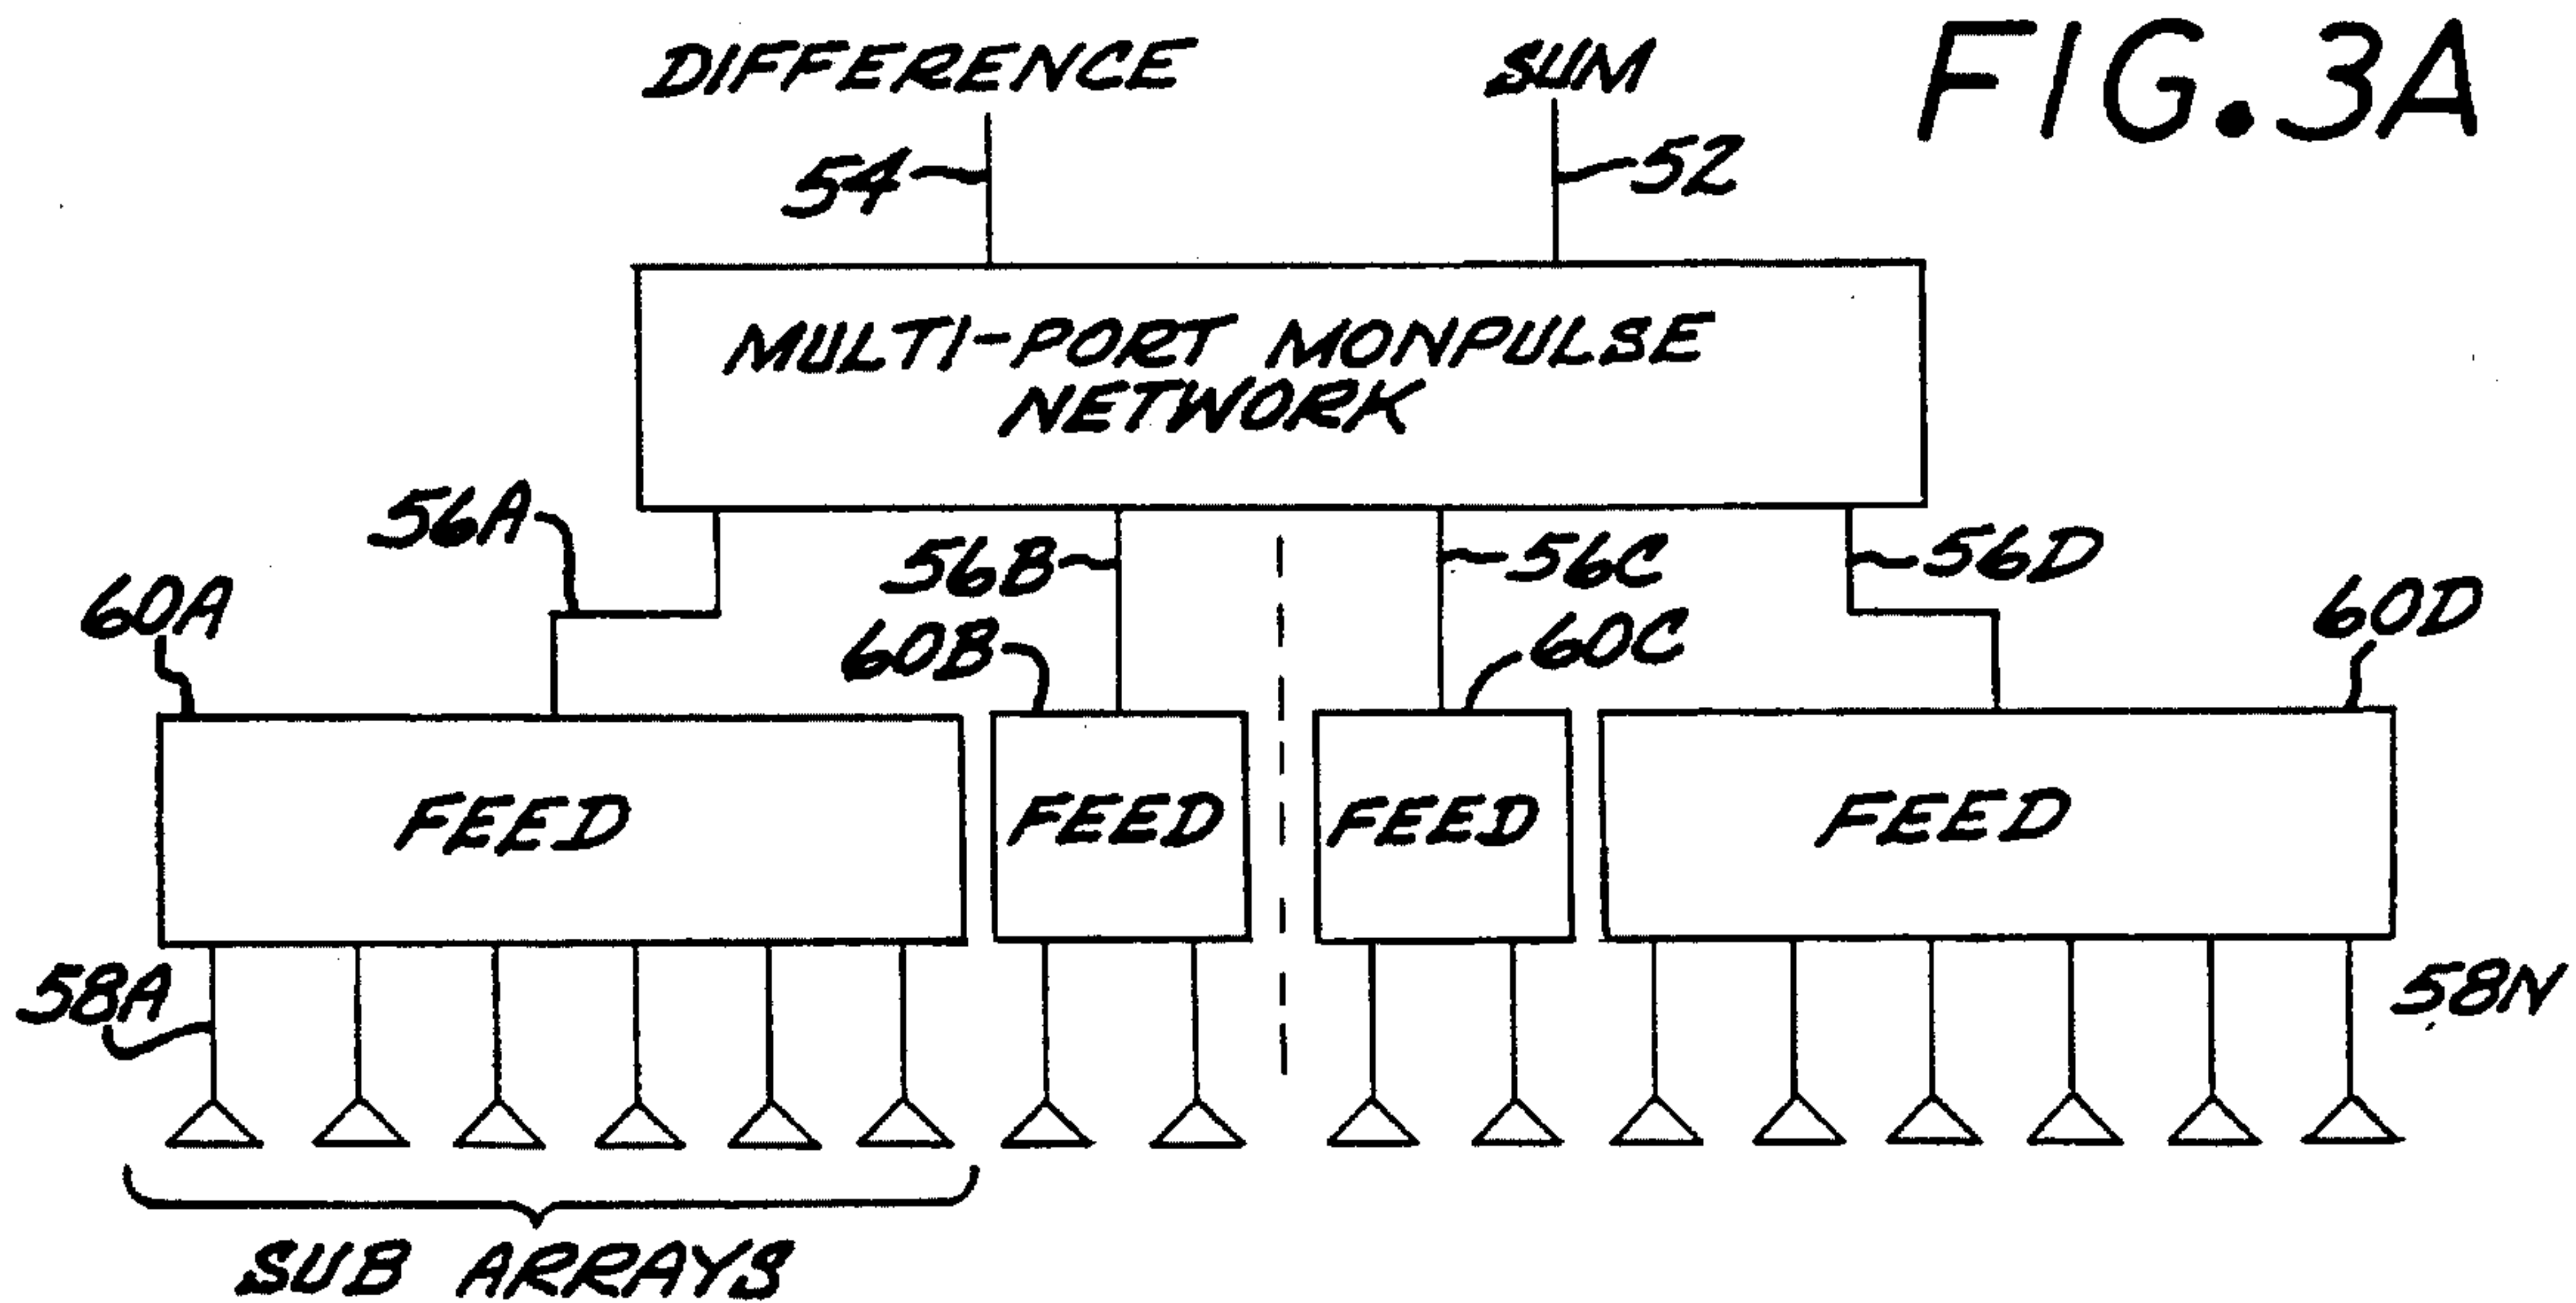 FIG. 3A
DIFFERENCE
SUM
54
52
MULTI-PORT MONPULSE
NETWORK
56A
56B
56C
56D
60A
60B
60C
60D
FEED
FEED
FEED
FEED
58A
58N
SUB ARRAYS